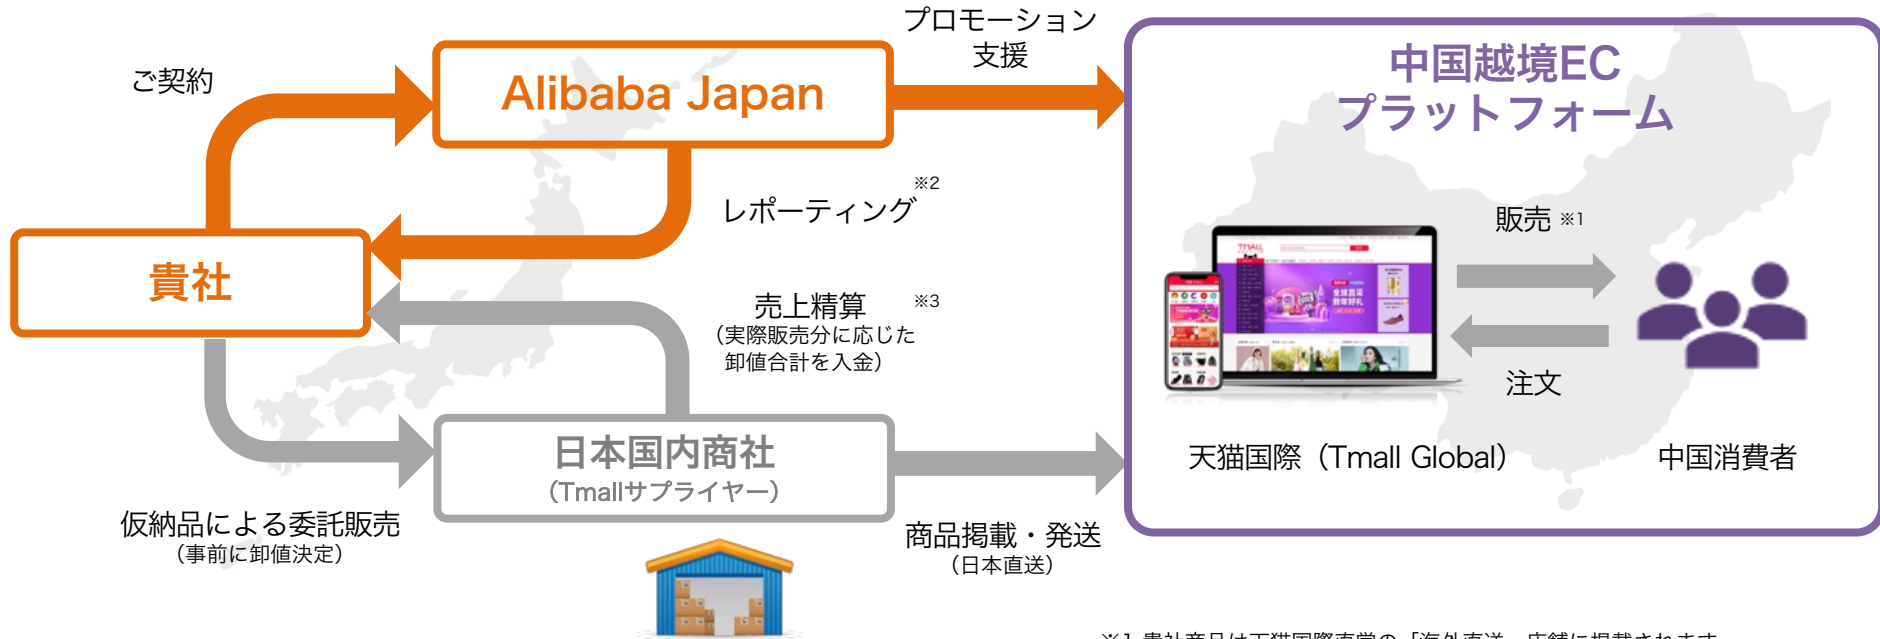 プロモーション
支援
ご契約
Alibaba Japan
中国越境EC
プラットフォーム
レポーティング ※2
販売 ※1
貴社
TMALL
売上精算 ※3
(実際販売分に応じた
卸値合計を入金)
注文
日本国内商社
(Tmallサプライヤー)
天猫国際(Tmall Global)
中国消費者
仮納品による委託販売
(事前に卸値決定)
商品掲載・発送
(日本直送)